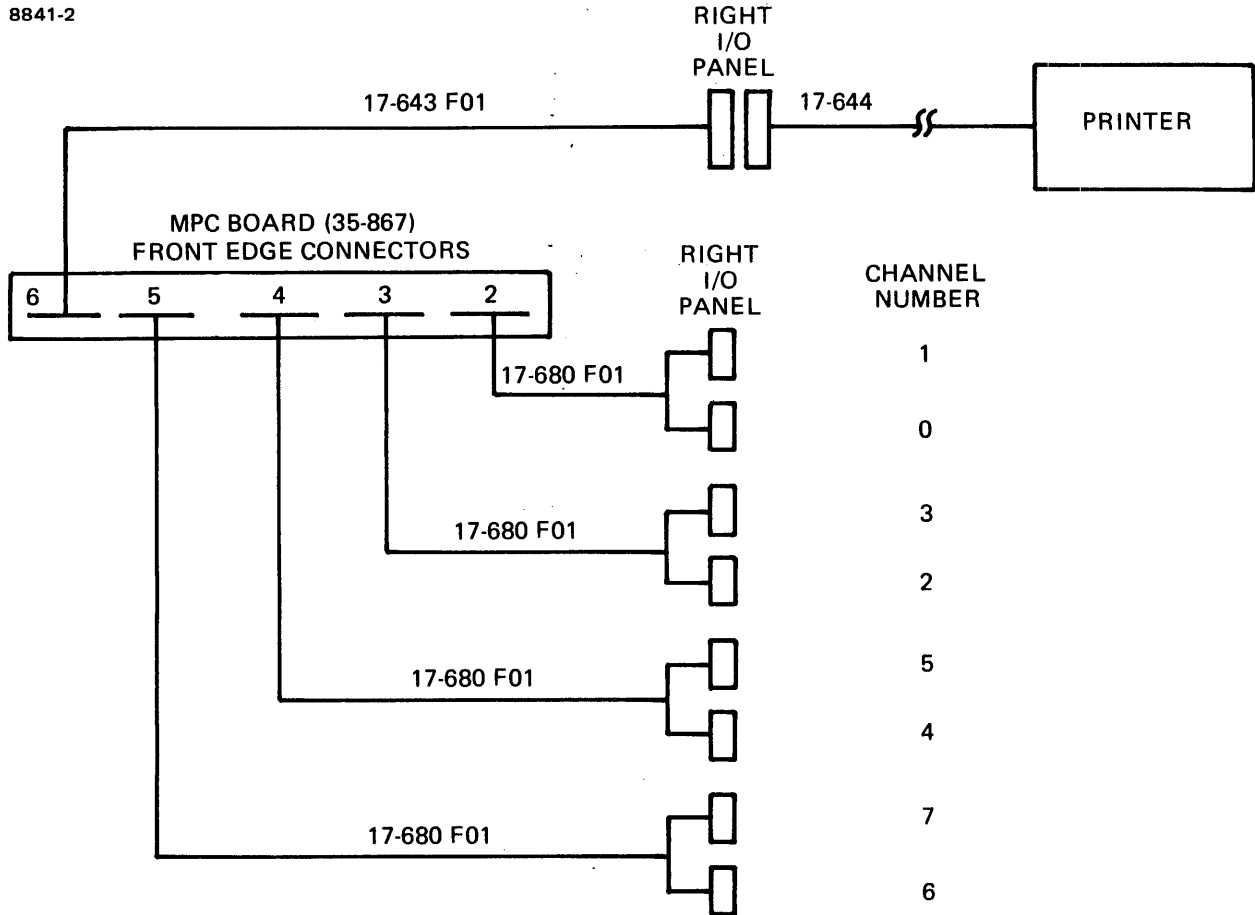 8841-2
RIGHT
I/O
PANEL
17-643 F01
17-644
PRINTER
MPC BOARD (35-867)
FRONT EDGE CONNECTORS
6 5 4 3 2
RIGHT
I/O
PANEL
CHANNEL
NUMBER
17-680 F01
1
0
17-680 F01
3
2
17-680 F01
5
4
17-680 F01
7
6